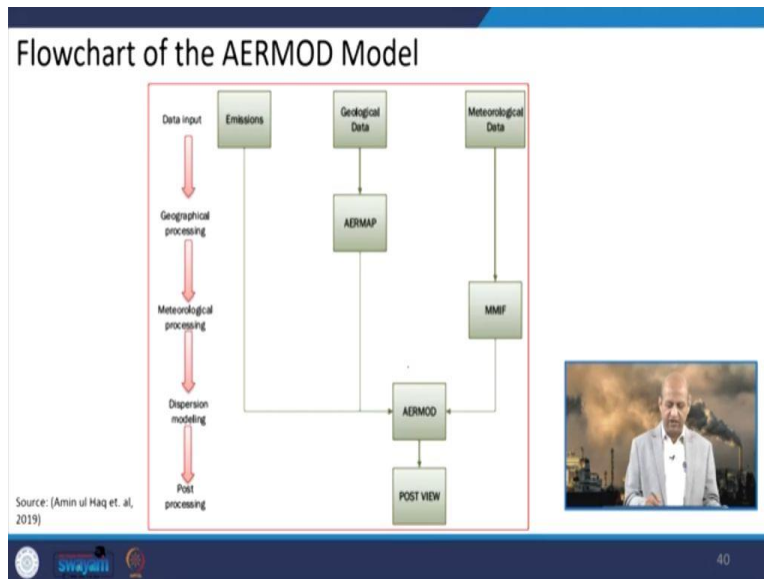 Flowchart of the AERMOD Model
Data input
Emissions
Geological
Data
Meteorological
Data
Geographical
processing
AERMAP
Meteorological
processing
MMIF
Dispersion
modeling
AERMOD
Post
processing
POST VIEW
Source: (Amin ul Haq et. al,
2019)
swayam
40